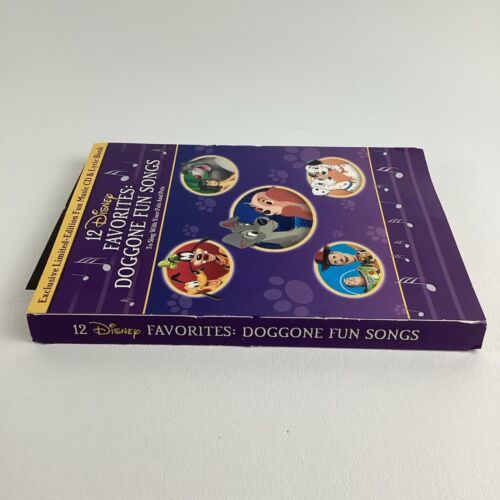 Exclusive Limited-Edition Fun Music CD & Lyric Book
12 Disney
FAVORITES:
DOGGONE FUN SONGS
To Sing With Your Pals And Pets
12 Disney FAVORITES: DOGGONE FUN SONGS